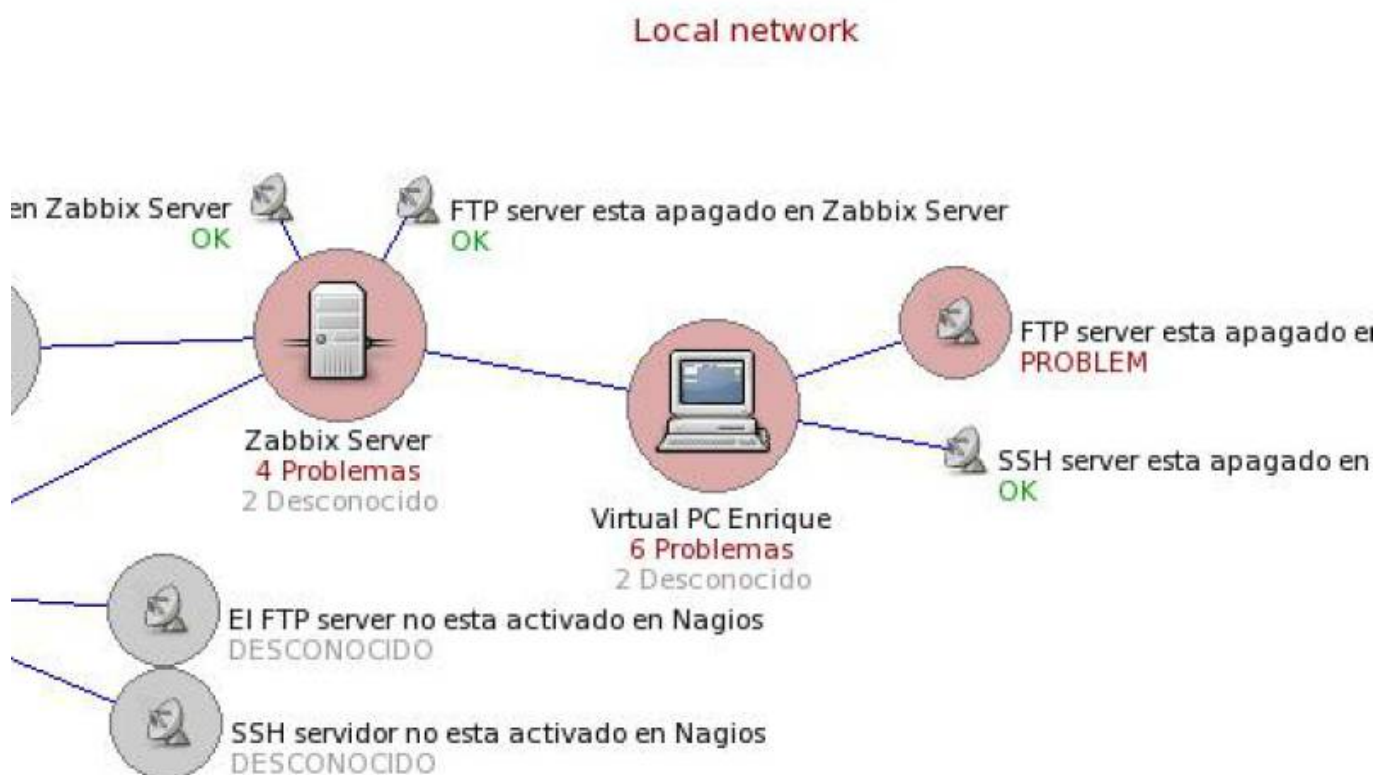 Local network
en Zabbix Server
OK
FTP server esta apagado en Zabbix Server
OK
FTP server esta apagado en
PROBLEM
Zabbix Server
4 Problemas
2 Desconocido
SSH server esta apagado en
OK
Virtual PC Enrique
6 Problemas
2 Desconocido
El FTP server no esta activado en Nagios
DESCONOCIDO
SSH servidor no esta activado en Nagios
DESCONOCIDO